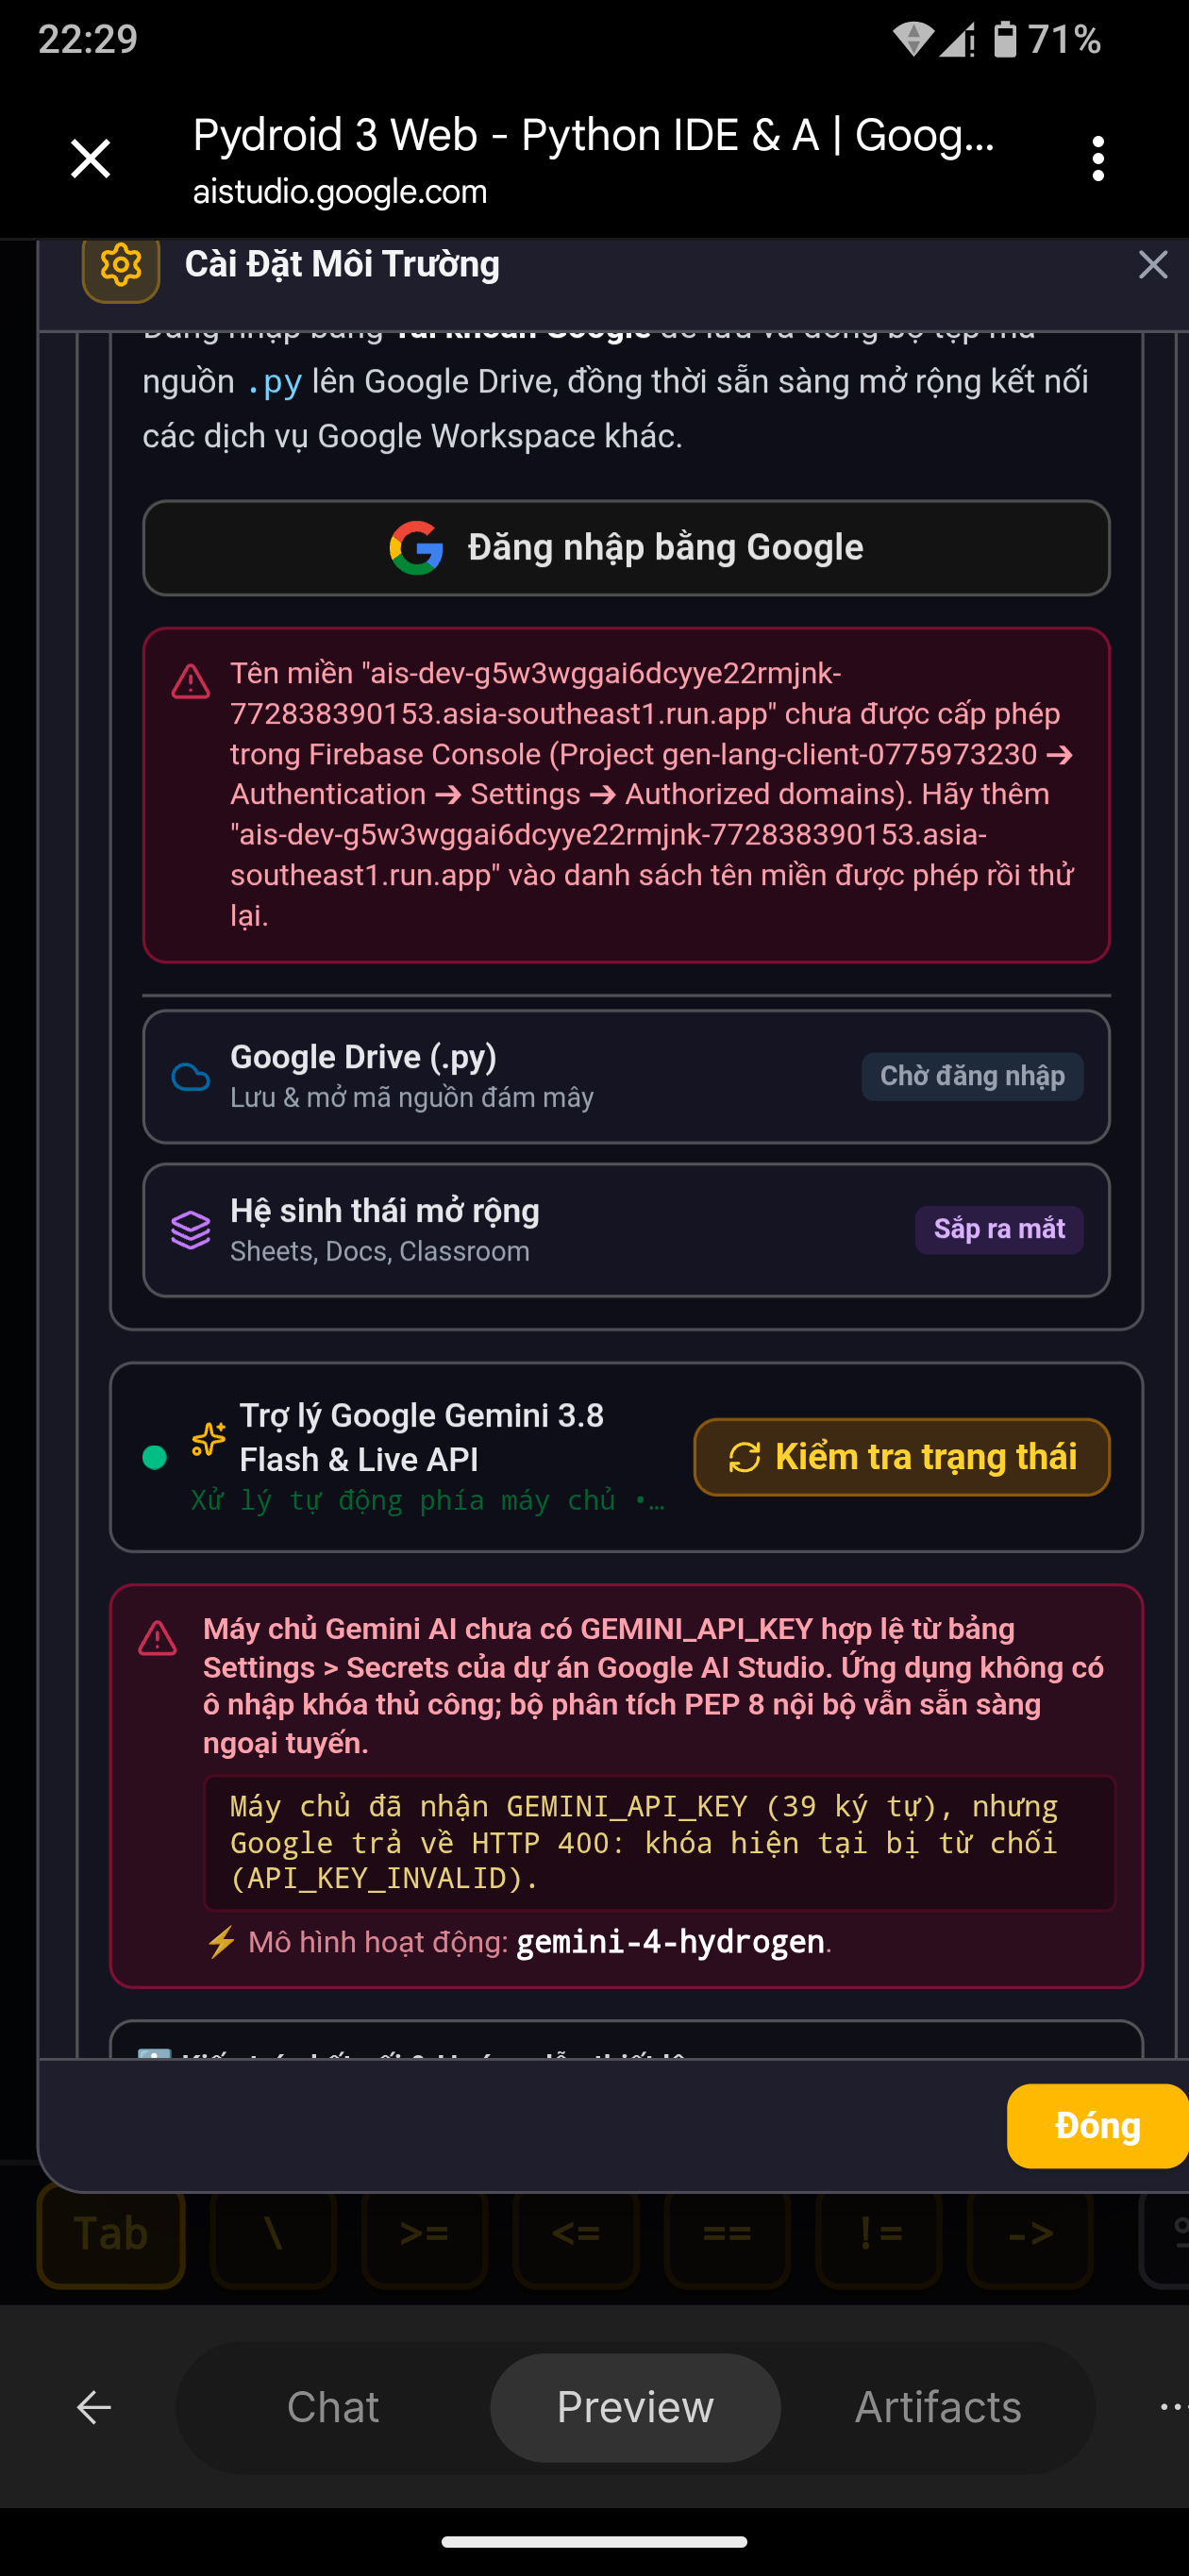 22:29
71%
Pydroid 3 Web - Python IDE & A | Goog...
aistudio.google.com
Cài Đặt Môi Trường
nguồn .py lên Google Drive, đồng thời sẵn sàng mở rộng kết nối
các dịch vụ Google Workspace khác.
Đăng nhập bằng Google
Tên miền "ais-dev-g5w3wggai6dcyye22rmjnk-
772838390153.asia-southeast1.run.app" chưa được cấp phép
trong Firebase Console (Project gen-lang-client-0775973230 ➔
Authentication ➔ Settings ➔ Authorized domains). Hãy thêm
"ais-dev-g5w3wggai6dcyye22rmjnk-772838390153.asia-
southeast1.run.app" vào danh sách tên miền được phép rồi thử
lại.
Google Drive (.py)
Lưu & mở mã nguồn đám mây
Chờ đăng nhập
Hệ sinh thái mở rộng
Sheets, Docs, Classroom
Sắp ra mắt
Trợ lý Google Gemini 3.8
Flash & Live API
Xử lý tự động phía máy chủ •…
Kiểm tra trạng thái
Máy chủ Gemini AI chưa có GEMINI_API_KEY hợp lệ từ bảng
Settings > Secrets của dự án Google AI Studio. Ứng dụng không có
ô nhập khóa thủ công; bộ phân tích PEP 8 nội bộ vẫn sẵn sàng
ngoại tuyến.
Máy chủ đã nhận GEMINI_API_KEY (39 ký tự), nhưng
Google trả về HTTP 400: khóa hiện tại bị từ chối
(API_KEY_INVALID).
⚡ Mô hình hoạt động: gemini-4-hydrogen.
Đóng
Tab \ >= <= == != ->
Chat Preview Artifacts